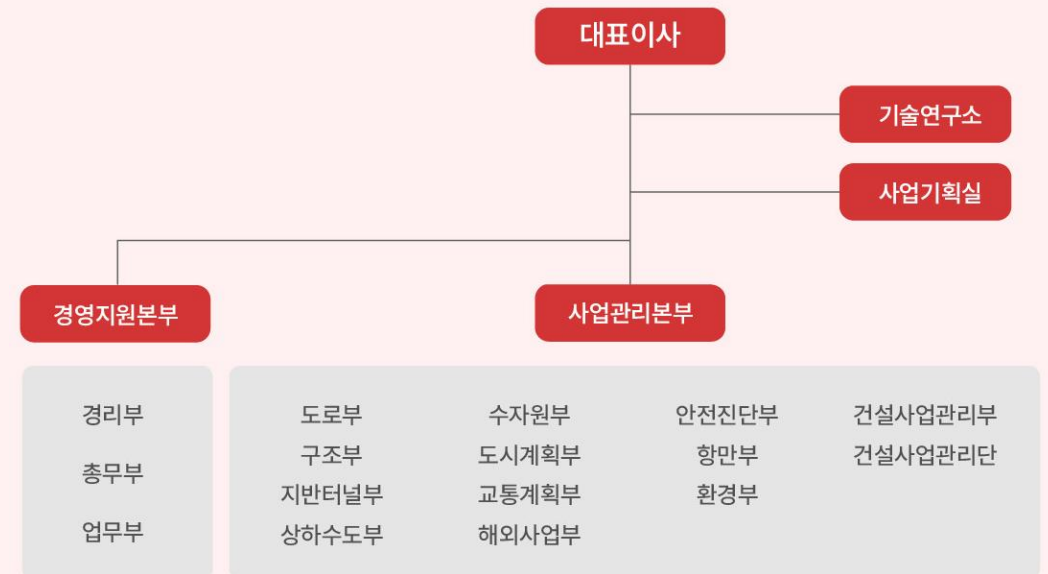 대표이사
기술연구소
사업기획실
경영지원본부
사업관리본부
경리부
총무부
업무부
도로부
구조부
지반터널부
상하수도부
수자원부
도시계획부
교통계획부
해외사업부
안전진단부
항만부
환경부
건설사업관리부
건설사업관리단